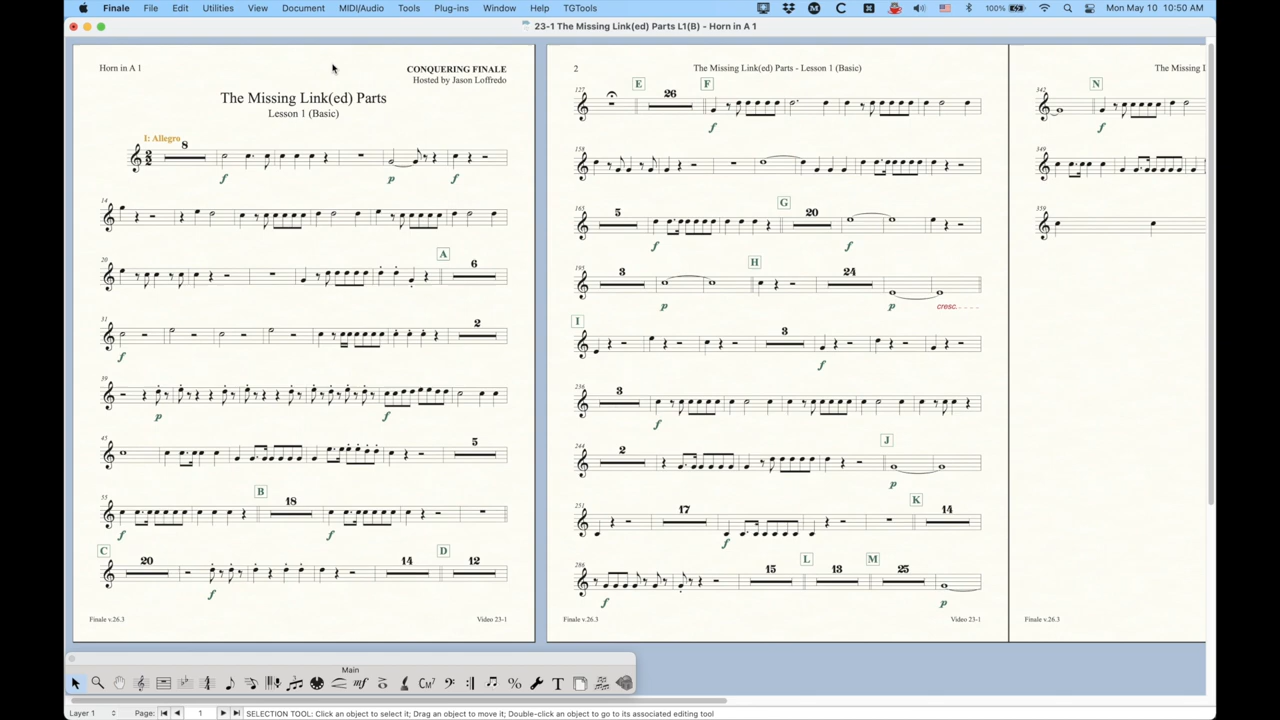 Finale File Edit Utilities View Document MIDI/Audio Tools Plug-ins Window Help TGTools 100% Mon May 10 10:50 AM
23-1 The Missing Link(ed) Parts L1(B) - Horn in A 1
Horn in A 1
CONQUERING FINALE
Hosted by Jason Loffredo
The Missing Link(ed) Parts
Lesson 1 (Basic)
I: Allegro
8
f p f
14
20 A 6
31 2
f
39
p f
45 5
55 B 18
f f
C 20 14 D 12
f
Finale v.26.3 Video 23-1
2 The Missing Link(ed) Parts - Lesson 1 (Basic)
127 E 26 F
f
158
165 5 G 20
f f
195 3 H 24
p p cresc.
I 3
f
236 3
f
244 2 J
p
251 17 K 14
f
286 15 L 13 M 25
f p
Finale v.26.3 Video 23-1
The Missing L
342 N
f
349
359
Finale v.26.3
Main
Layer 1 Page: 1 SELECTION TOOL: Click an object to select it; Drag an object to move it; Double-click an object to go to its associated editing tool